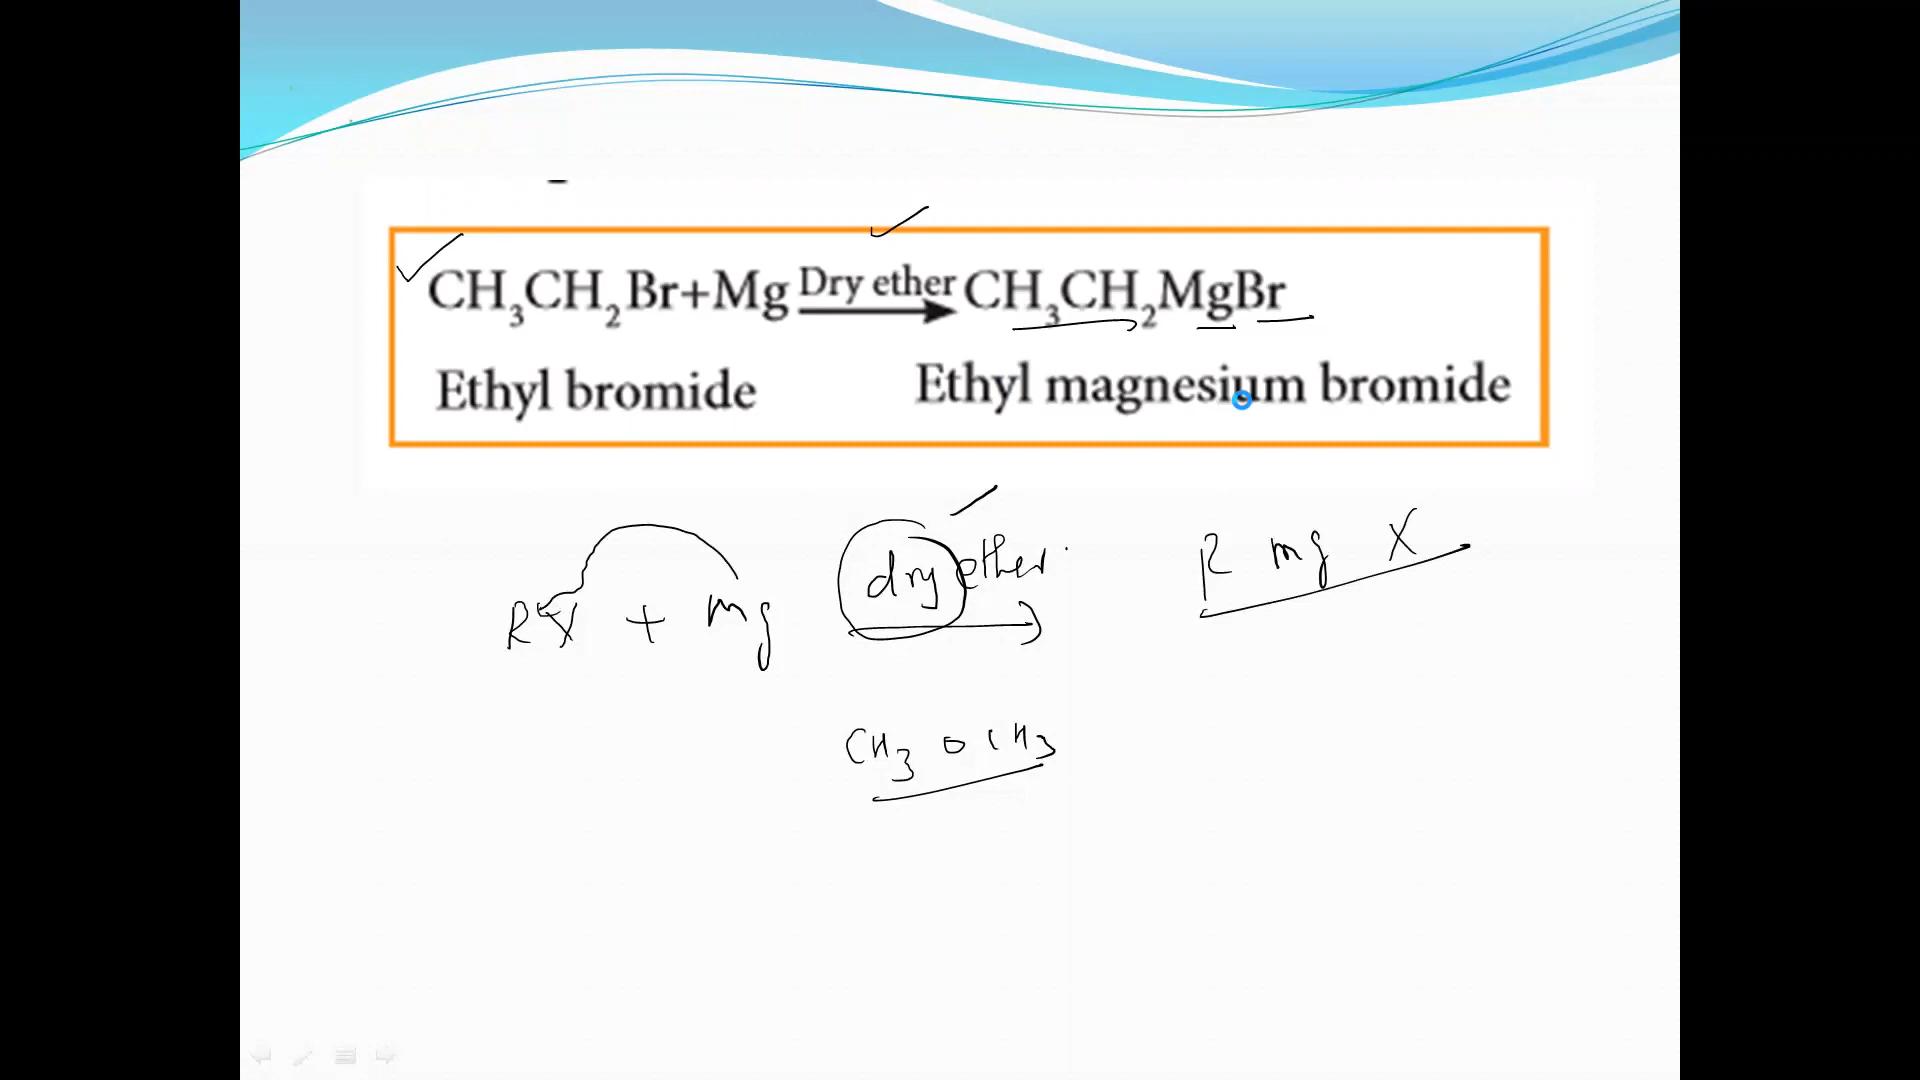 CH₃CH₂Br+Mg Dry ether CH₃CH₂MgBr
Ethyl bromide Ethyl magnesium bromide
RX + mg dry ether R mg X
CH₃ O CH₃